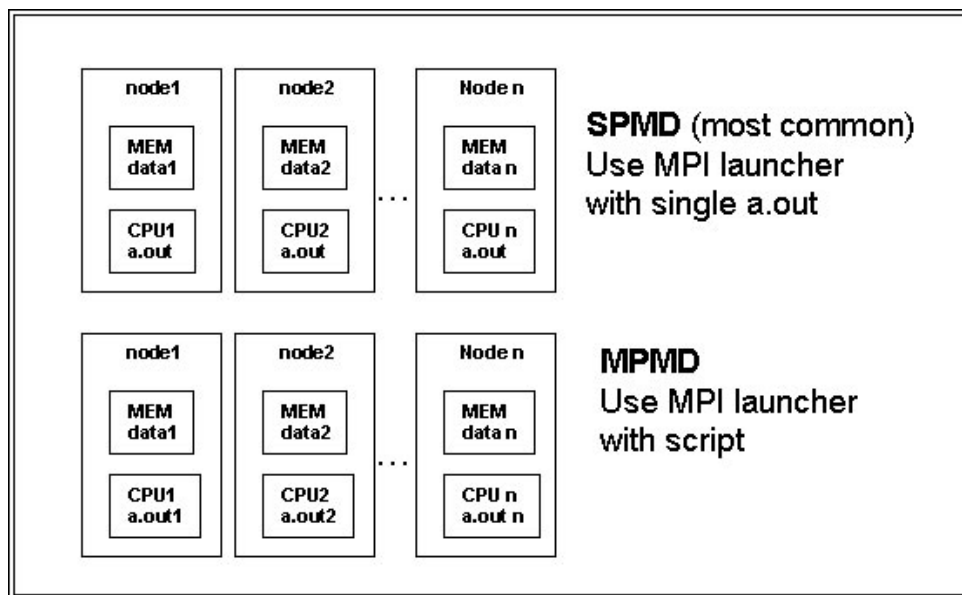 node1
MEM
data1
CPU1
a.out
node2
MEM
data2
CPU2
a.out
...
Node n
MEM
data n
CPU n
a.out
SPMD (most common)
Use MPI launcher
with single a.out
node1
MEM
data1
CPU1
a.out1
node2
MEM
data2
CPU2
a.out2
...
Node n
MEM
data n
CPU n
a.out n
MPMD
Use MPI launcher
with script